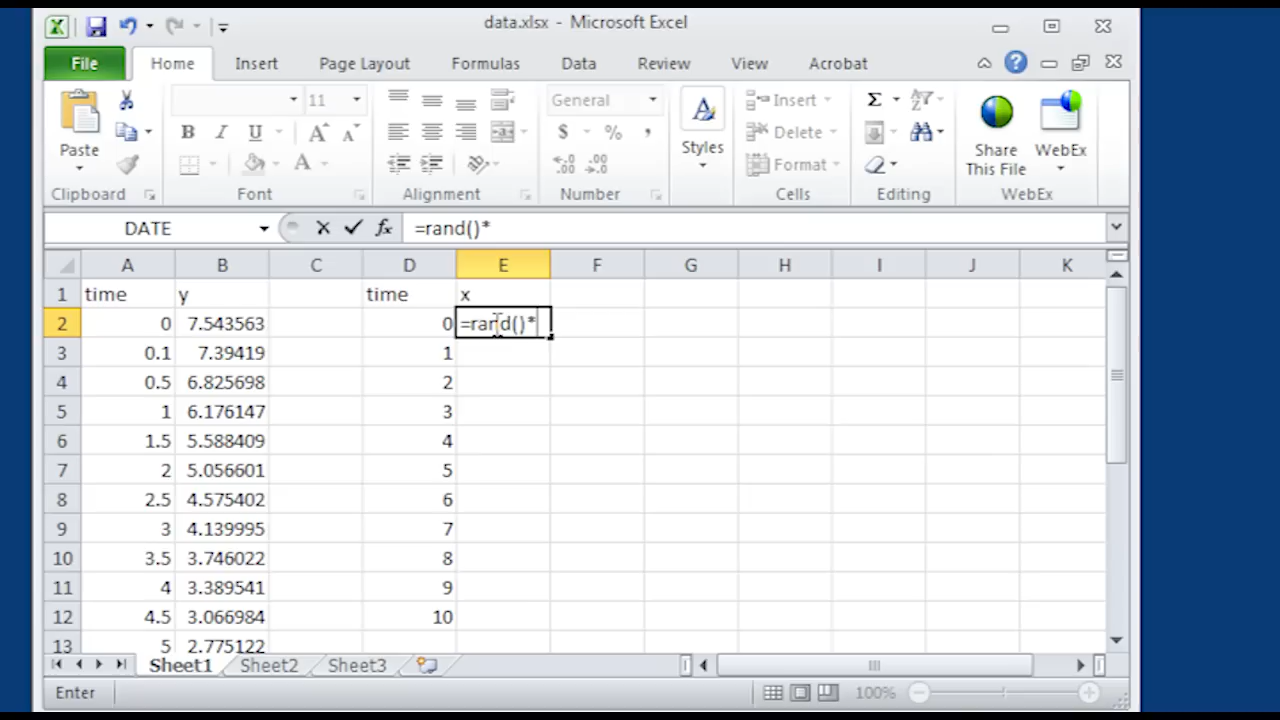 data.xlsx - Microsoft Excel
File Home Insert Page Layout Formulas Data Review View Acrobat
11 General Insert Σ
Paste B I U A A $ % , Styles Delete Share This File WebEx
A Format
Clipboard Font Alignment Number Cells Editing WebEx
DATE fx =rand()*
A B C D E F G H I J K
1 time y time x
2 0 7.543563 0 =rand()*
3 0.1 7.39419 1
4 0.5 6.825698 2
5 1 6.176147 3
6 1.5 5.588409 4
7 2 5.056601 5
8 2.5 4.575402 6
9 3 4.139995 7
10 3.5 3.746022 8
11 4 3.389541 9
12 4.5 3.066984 10
13 5 2.775122
Sheet1 Sheet2 Sheet3
Enter 100%